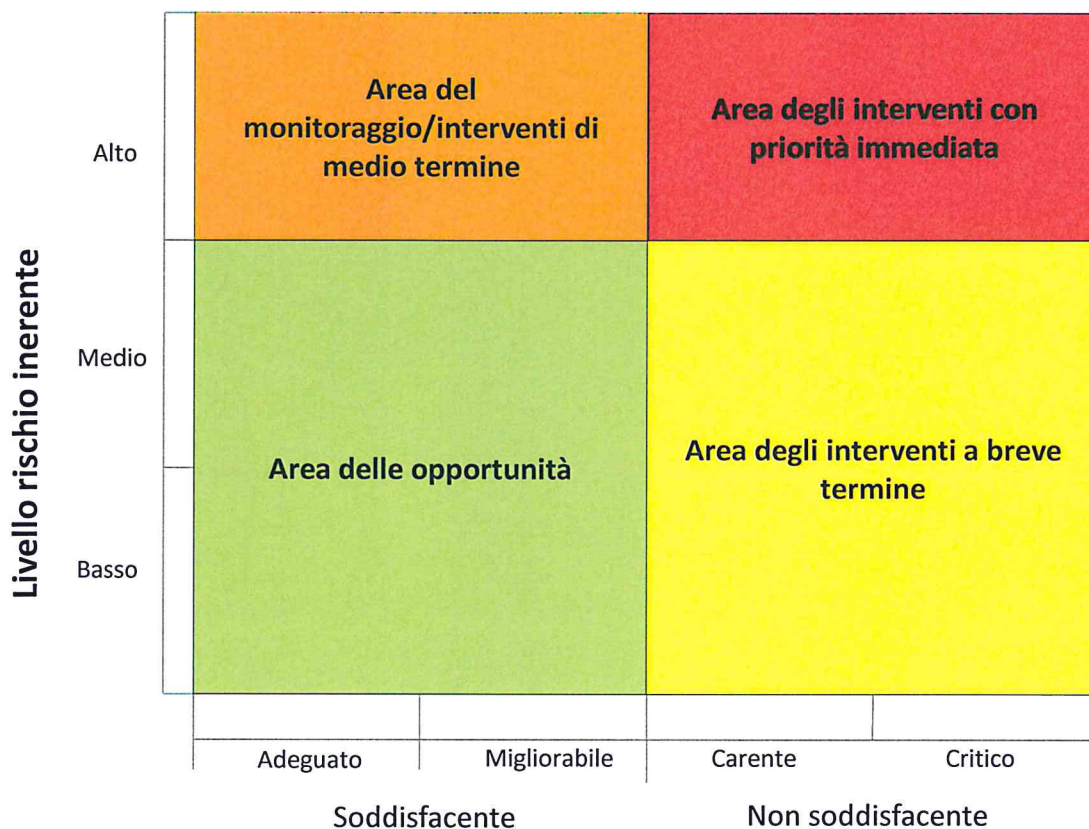 Livello rischio inerente
Alto
Medio
Basso
Area del
monitoraggio/interventi di
medio termine
Area degli interventi con
priorità immediata
Area delle opportunità
Area degli interventi a breve
termine
Adeguato
Migliorabile
Carente
Critico
Soddisfacente
Non soddisfacente